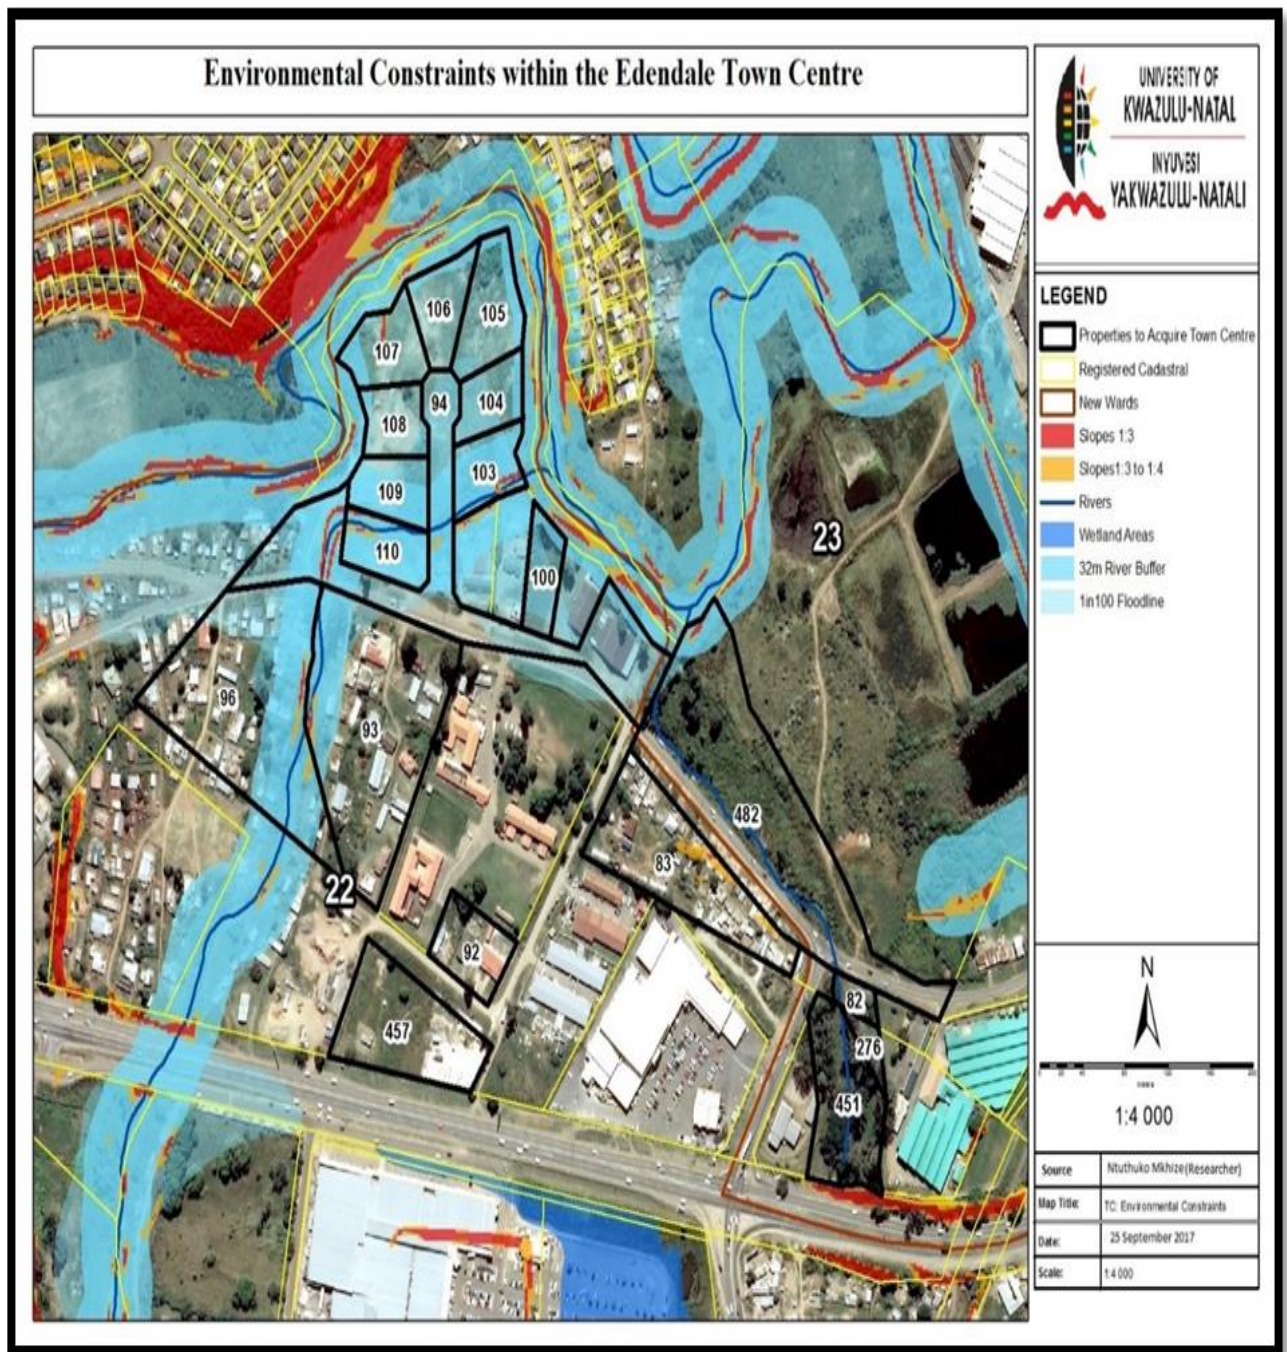 Environmental Constraints within the Edendale Town Centre
UNIVERSITY OF
KWAZULU-NATAL
INYUVESI
YAKWAZULU-NATALI
LEGEND
Properties to Acquire Town Centre
Registered Cadastral
New Wards
Slopes 1:3
Slopes1:3 to 1:4
Rivers
Wetland Areas
32m River Buffer
1in100 Floodline
106
105
107
94
104
108
103
109
110
100
23
96
93
482
83
22
92
82
457
276
451
N
1:4 000
Source
Ntuthuko Mkhize(Researcher)
Map Title:
TC: Environmental Constraints
Date:
25 September 2017
Scale:
1:4 000